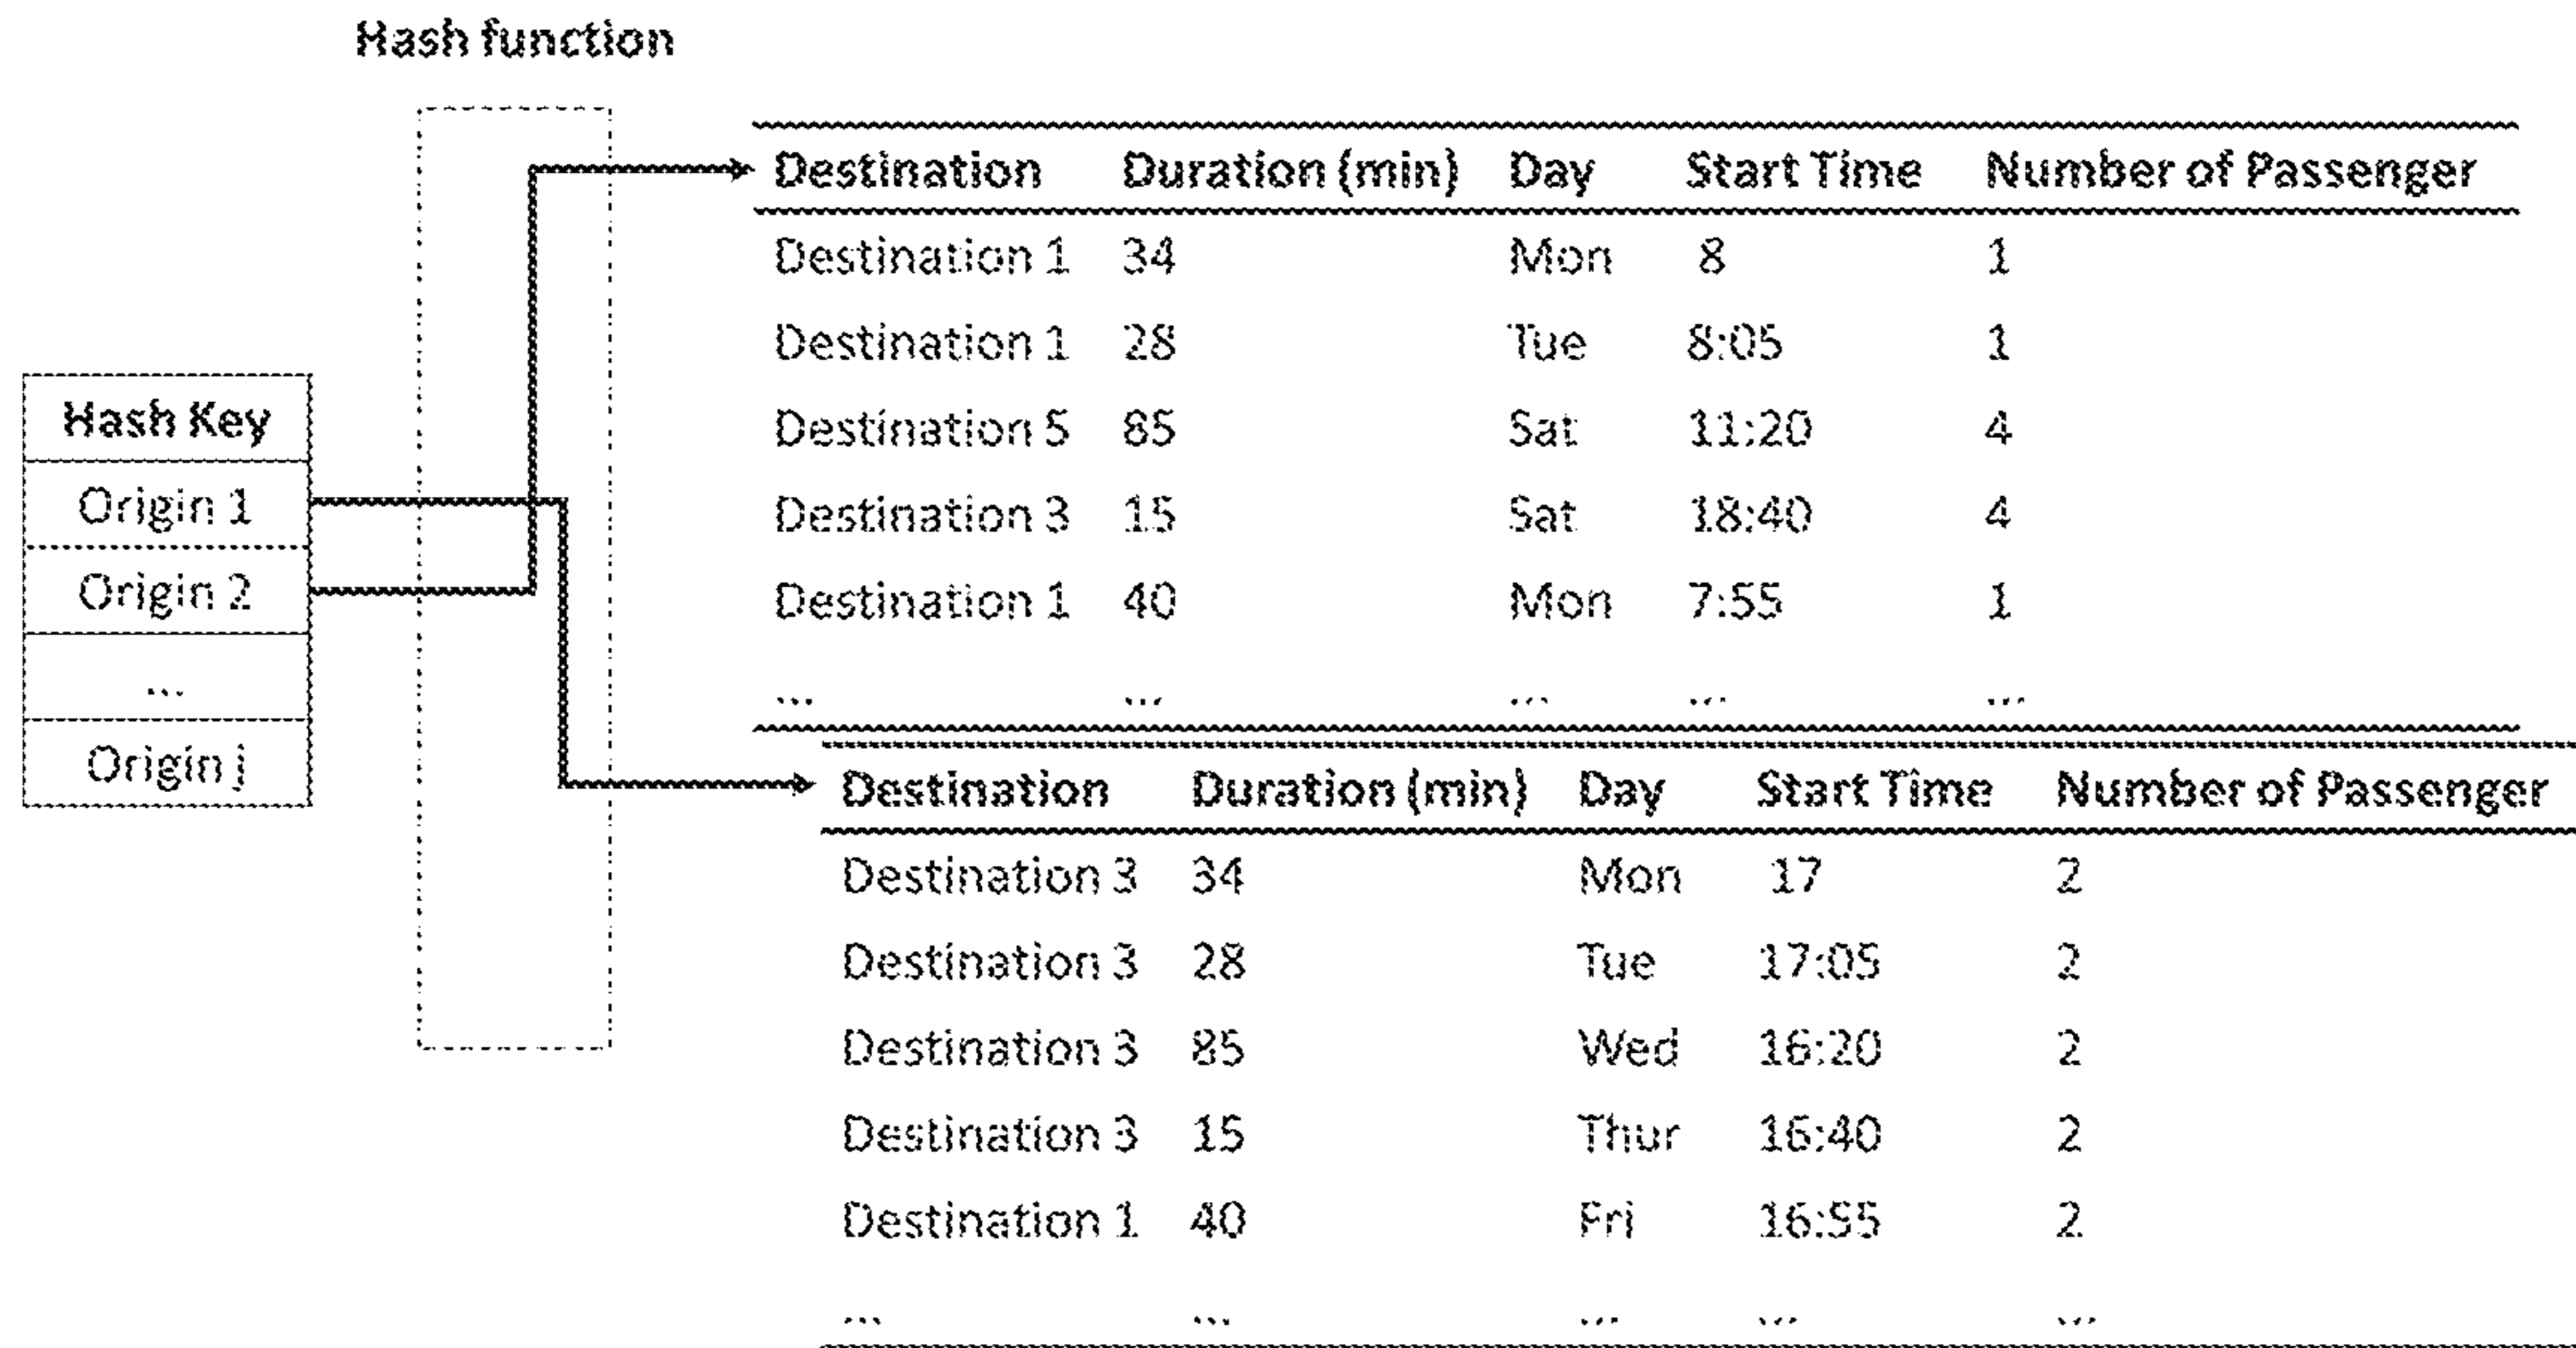 Hash function
Hash Key
Origin 1
Origin 2
...
Origin j
Destination Duration (min) Day Start Time Number of Passenger
Destination 1 34 Mon 8 1
Destination 1 28 Tue 8:05 1
Destination 5 85 Sat 11:20 4
Destination 3 15 Sat 18:40 4
Destination 1 40 Mon 7:55 1
... ... ... ... ...
Destination Duration (min) Day Start Time Number of Passenger
Destination 3 34 Mon 17 2
Destination 3 28 Tue 17:05 2
Destination 3 85 Wed 16:20 2
Destination 3 15 Thur 16:40 2
Destination 1 40 Fri 16:55 2
... ... ... ... ...